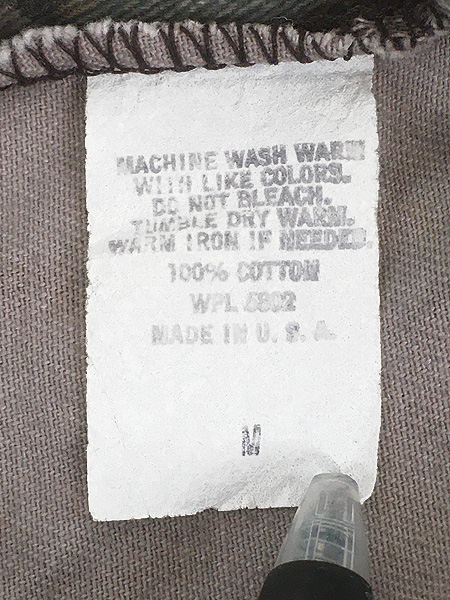 MACHINE WASH WARM
WITH LIKE COLORS.
DO NOT BLEACH.
TUMBLE DRY WARM.
WARM IRON IF NEEDED.
100% COTTON
WPL
MADE IN U. S. A.
M